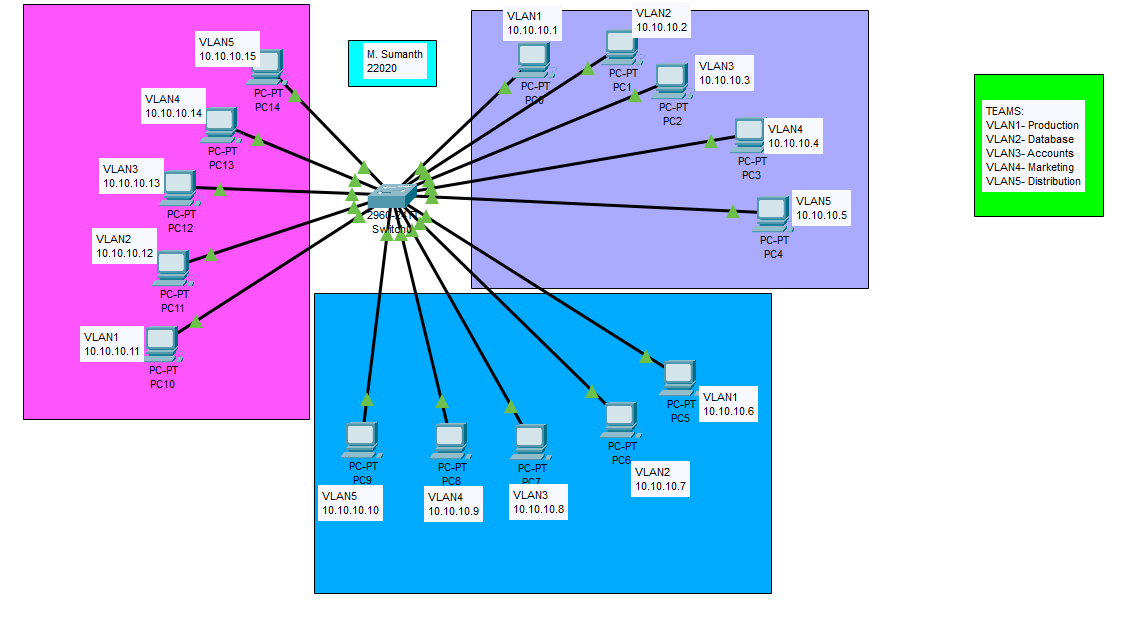 VLAN5
10.10.10.15
PC-PT
PC14
VLAN4
10.10.10.14
PC-PT
PC13
VLAN3
10.10.10.13
PC-PT
PC12
VLAN2
10.10.10.12
PC-PT
PC11
VLAN1
10.10.10.11
PC-PT
PC10
M. Sumanth
22020
Switch0
VLAN1
10.10.10.1
PC-PT
PC0
VLAN2
10.10.10.2
PC-PT
PC1
VLAN3
10.10.10.3
PC-PT
PC2
VLAN4
10.10.10.4
PC-PT
PC3
VLAN5
10.10.10.5
PC-PT
PC4
PC-PT
PC5
VLAN1
10.10.10.6
PC-PT
PC6
VLAN2
10.10.10.7
PC-PT
PC7
VLAN3
10.10.10.8
PC-PT
PC8
VLAN4
10.10.10.9
PC-PT
PC9
VLAN5
10.10.10.10
TEAMS:
VLAN1- Production
VLAN2- Database
VLAN3- Accounts
VLAN4- Marketing
VLAN5- Distribution